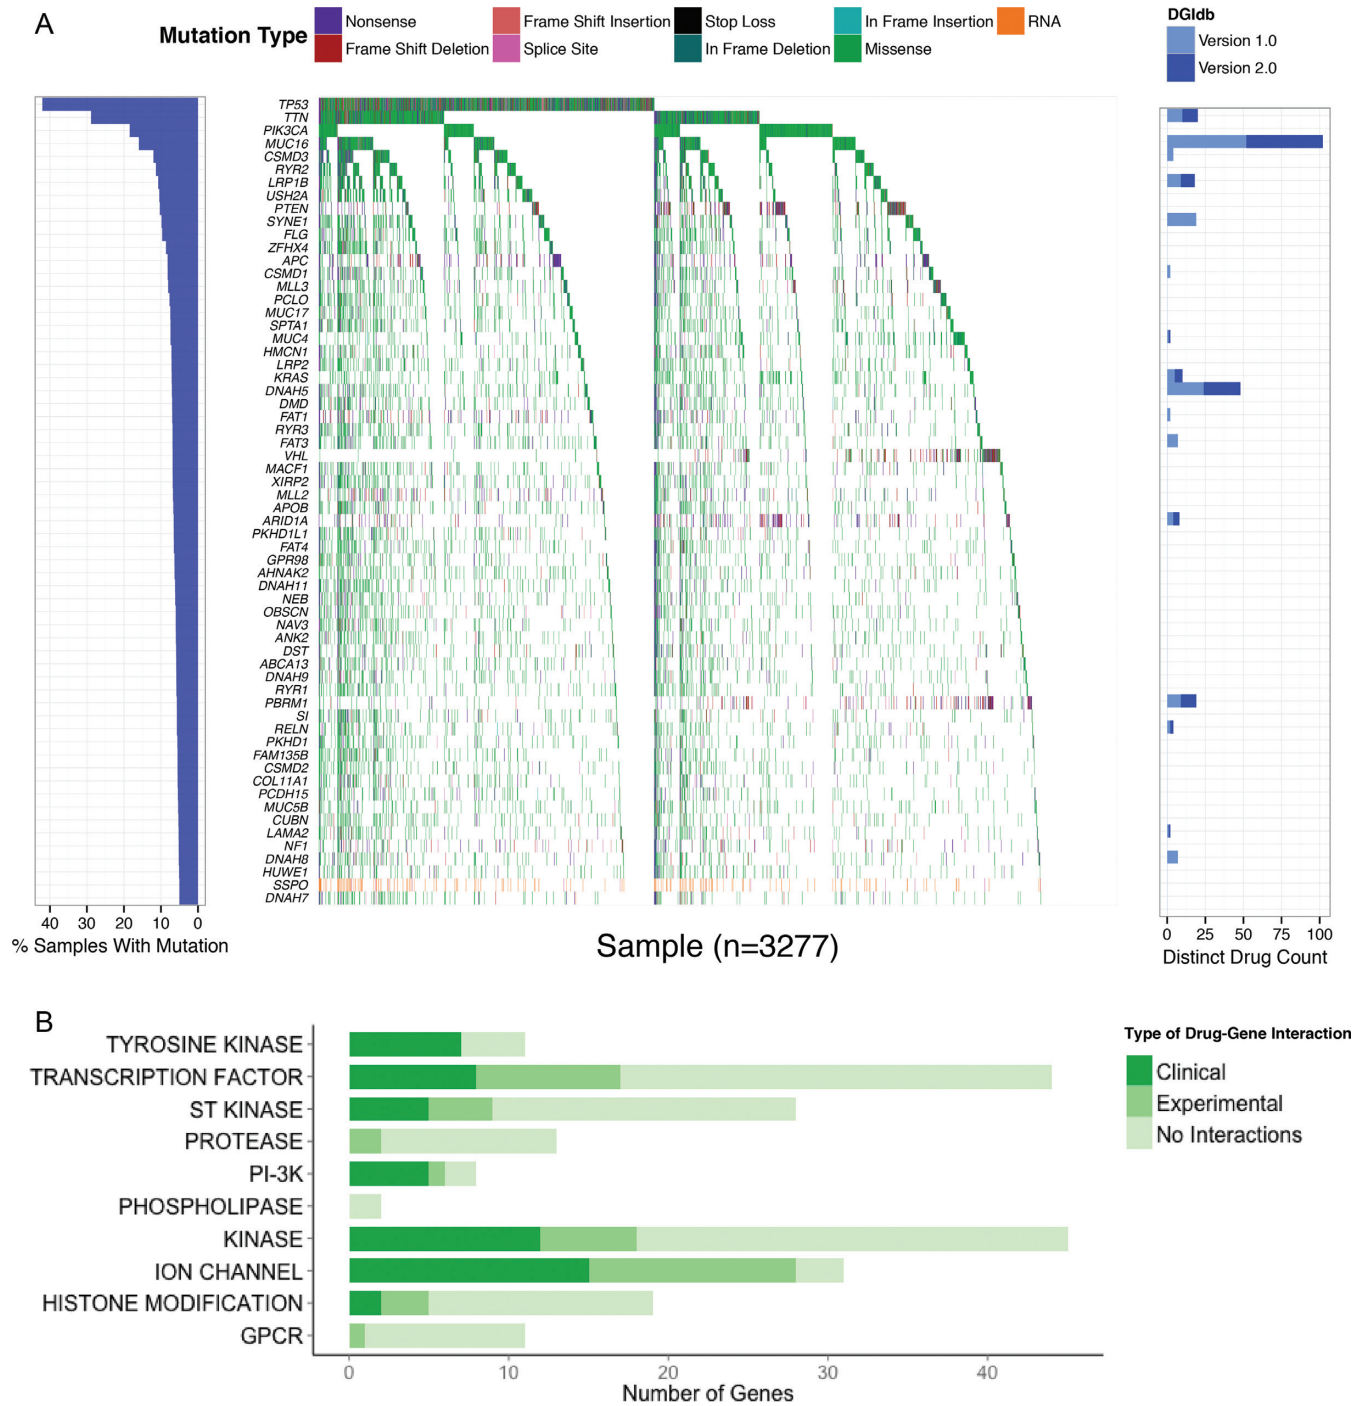 A
Mutation Type
Nonsense
Frame Shift Insertion
Stop Loss
In Frame Insertion
RNA
Frame Shift Deletion
Splice Site
In Frame Deletion
Missense
DGIdb
Version 1.0
Version 2.0
TP53
TTN
PIK3CA
MUC16
CSMD3
RYR2
LRP1B
USH2A
PTEN
SYNE1
FLG
ZFHX4
APC
CSMD1
MLL3
PCLO
MUC17
SPTA1
MUC4
HMCN1
LRP2
KRAS
DNAH5
DMD
FAT1
RYR3
FAT3
VHL
MACF1
XIRP2
MLL2
APOB
ARID1A
PKHD1L1
FAT4
GPR98
AHNAK2
DNAH11
NEB
OBSCN
NAV3
ANK2
DST
ABCA13
DNAH9
RYR1
PBRM1
SI
RELN
PKHD1
FAM135B
CSMD2
COL11A1
PCDH15
MUC5B
CUBN
LAMA2
NF1
DNAH8
HUWE1
SSPO
DNAH7
40 30 20 10 0
% Samples With Mutation
Sample (n=3277)
0 25 50 75 100
Distinct Drug Count
B
Type of Drug-Gene Interaction
Clinical
Experimental
No Interactions
TYROSINE KINASE
TRANSCRIPTION FACTOR
ST KINASE
PROTEASE
PI-3K
PHOSPHOLIPASE
KINASE
ION CHANNEL
HISTONE MODIFICATION
GPCR
0 10 20 30 40
Number of Genes